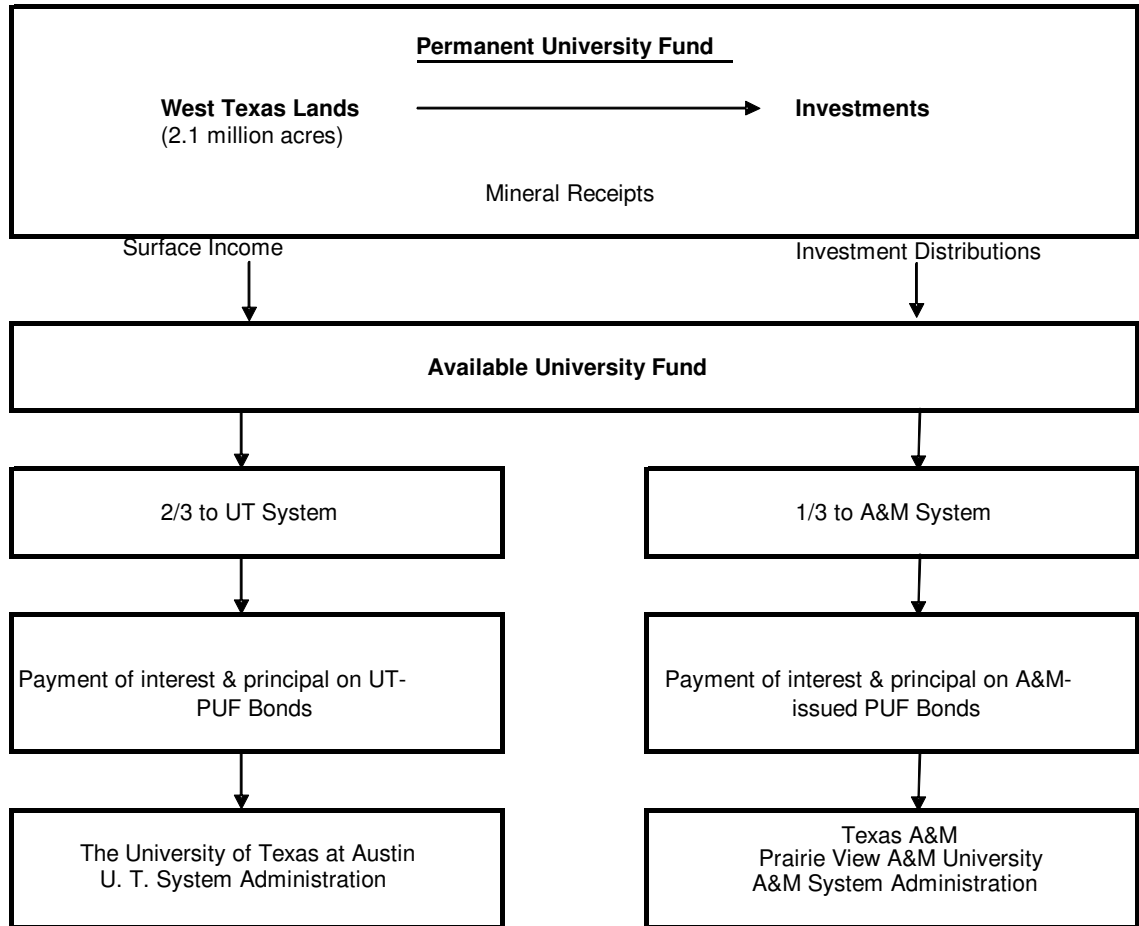 Permanent University Fund
West Texas Lands
Investments
(2.1 million acres)
Mineral Receipts
Surface Income
Investment Distributions
Available University Fund
2/3 to UT System
1/3 to A&M System
Payment of interest & principal on UT-
PUF Bonds
Payment of interest & principal on A&M-
issued PUF Bonds
The University of Texas at Austin
U. T. System Administration
Texas A&M
Prairie View A&M University
A&M System Administration